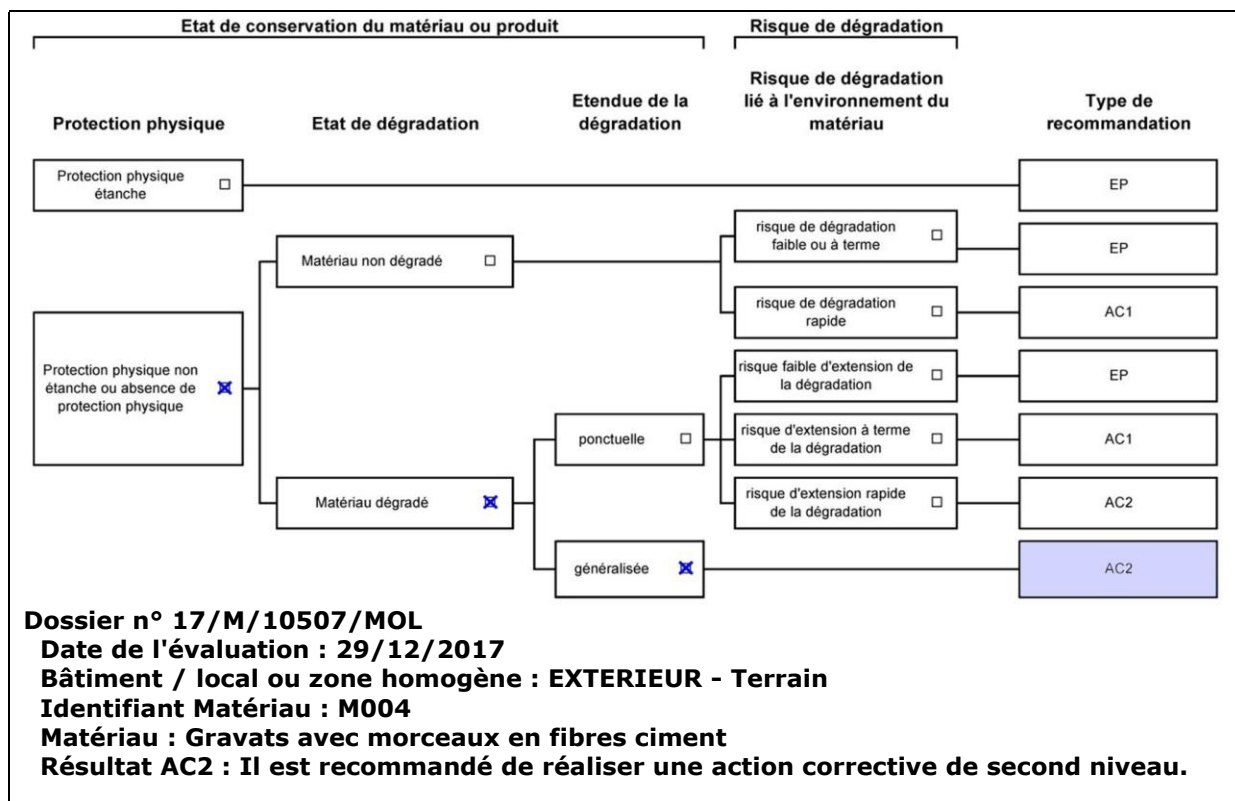 Etat de conservation du matériau ou produit
Risque de dégradation
Protection physique
Etat de dégradation
Etendue de la
dégradation
Risque de dégradation
lié à l'environnement du
matériau
Type de
recommandation
Protection physique
étanche
EP
risque de dégradation
faible ou à terme
EP
Matériau non dégradé
risque de dégradation
rapide
AC1
Protection physique non
étanche ou absence de
protection physique
risque faible d'extension de
la dégradation
EP
ponctuelle
risque d'extension à terme
de la dégradation
AC1
Matériau dégradé
risque d'extension rapide
de la dégradation
AC2
généralisée
AC2
Dossier n° 17/M/10507/MOL
Date de l'évaluation : 29/12/2017
Bâtiment / local ou zone homogène : EXTERIEUR - Terrain
Identifiant Matériau : M004
Matériau : Gravats avec morceaux en fibres ciment
Résultat AC2 : Il est recommandé de réaliser une action corrective de second niveau.